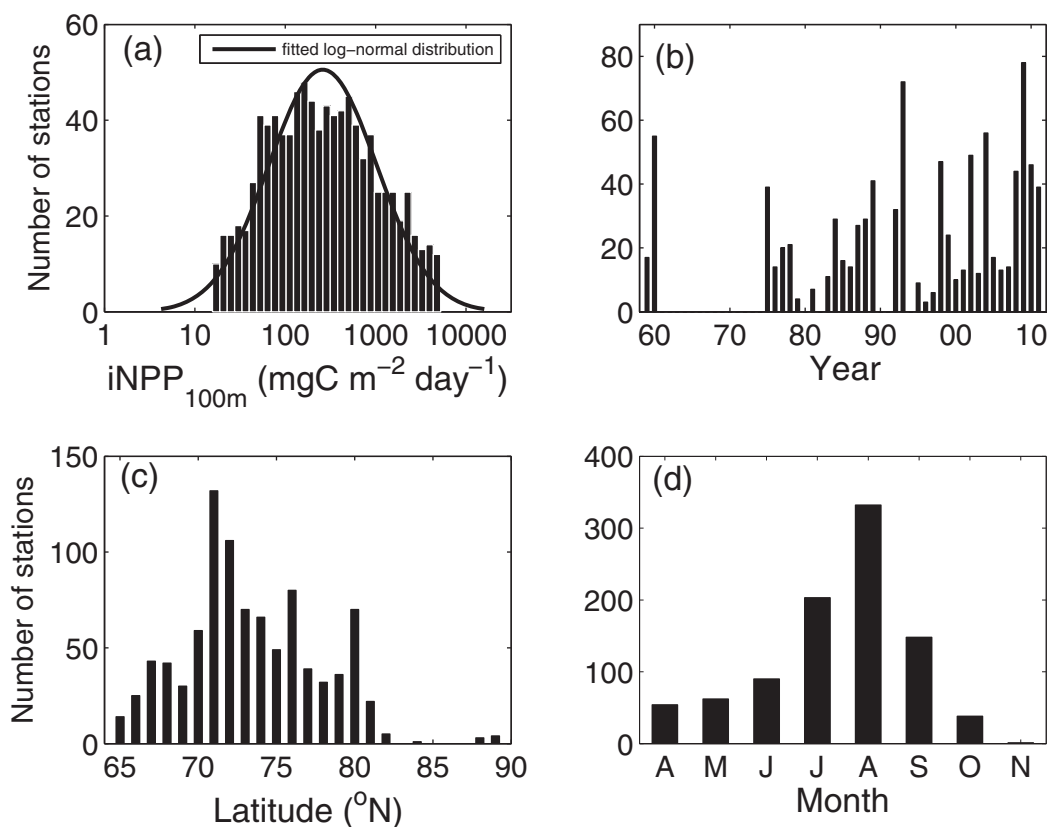 (a)
fitted log-normal distribution
Number of stations
60
40
20
0
1 10 100 1000 10000
iNPP100m (mgC m−2 day−1)
(b)
80
60
40
20
0
60 70 80 90 00 10
Year
(c)
Number of stations
150
100
50
0
65 70 75 80 85 90
Latitude (oN)
(d)
400
300
200
100
0
A M J J A S O N
Month